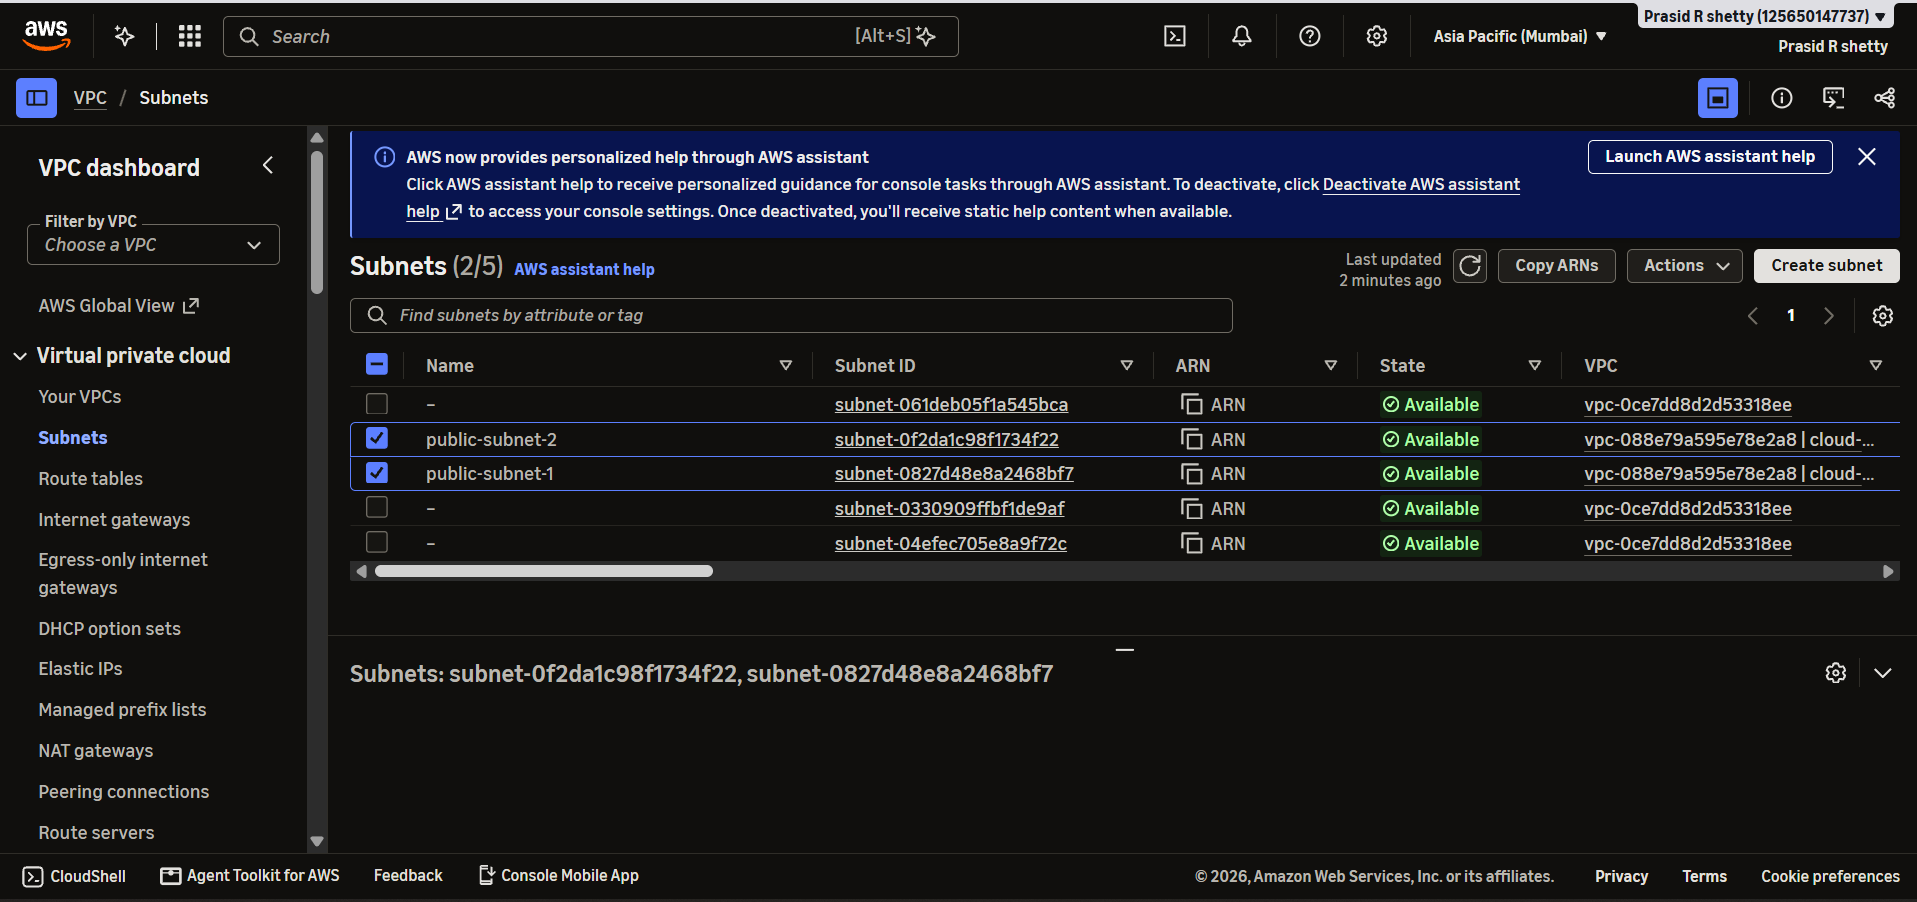 aws
Search
[Alt+S]
Asia Pacific (Mumbai)
Prasid R shetty (125650147737)
Prasid R shetty
VPC / Subnets
VPC dashboard
Filter by VPC
Choose a VPC
AWS Global View
Virtual private cloud
Your VPCs
Subnets
Route tables
Internet gateways
Egress-only internet
gateways
DHCP option sets
Elastic IPs
Managed prefix lists
NAT gateways
Peering connections
Route servers
AWS now provides personalized help through AWS assistant
Click AWS assistant help to receive personalized guidance for console tasks through AWS assistant. To deactivate, click Deactivate AWS assistant
help to access your console settings. Once deactivated, you'll receive static help content when available.
Launch AWS assistant help
Subnets (2/5) AWS assistant help
Last updated
2 minutes ago
Copy ARNs
Actions
Create subnet
Find subnets by attribute or tag
1
Name Subnet ID ARN State VPC
– subnet-061deb05f1a545bca ARN Available vpc-0ce7dd8d2d53318ee
public-subnet-2 subnet-0f2da1c98f1734f22 ARN Available vpc-088e79a595e78e2a8 | cloud-...
public-subnet-1 subnet-0827d48e8a2468bf7 ARN Available vpc-088e79a595e78e2a8 | cloud-...
– subnet-0330909ffbf1de9af ARN Available vpc-0ce7dd8d2d53318ee
– subnet-04efec705e8a9f72c ARN Available vpc-0ce7dd8d2d53318ee
Subnets: subnet-0f2da1c98f1734f22, subnet-0827d48e8a2468bf7
CloudShell
Agent Toolkit for AWS
Feedback
Console Mobile App
© 2026, Amazon Web Services, Inc. or its affiliates.
Privacy
Terms
Cookie preferences